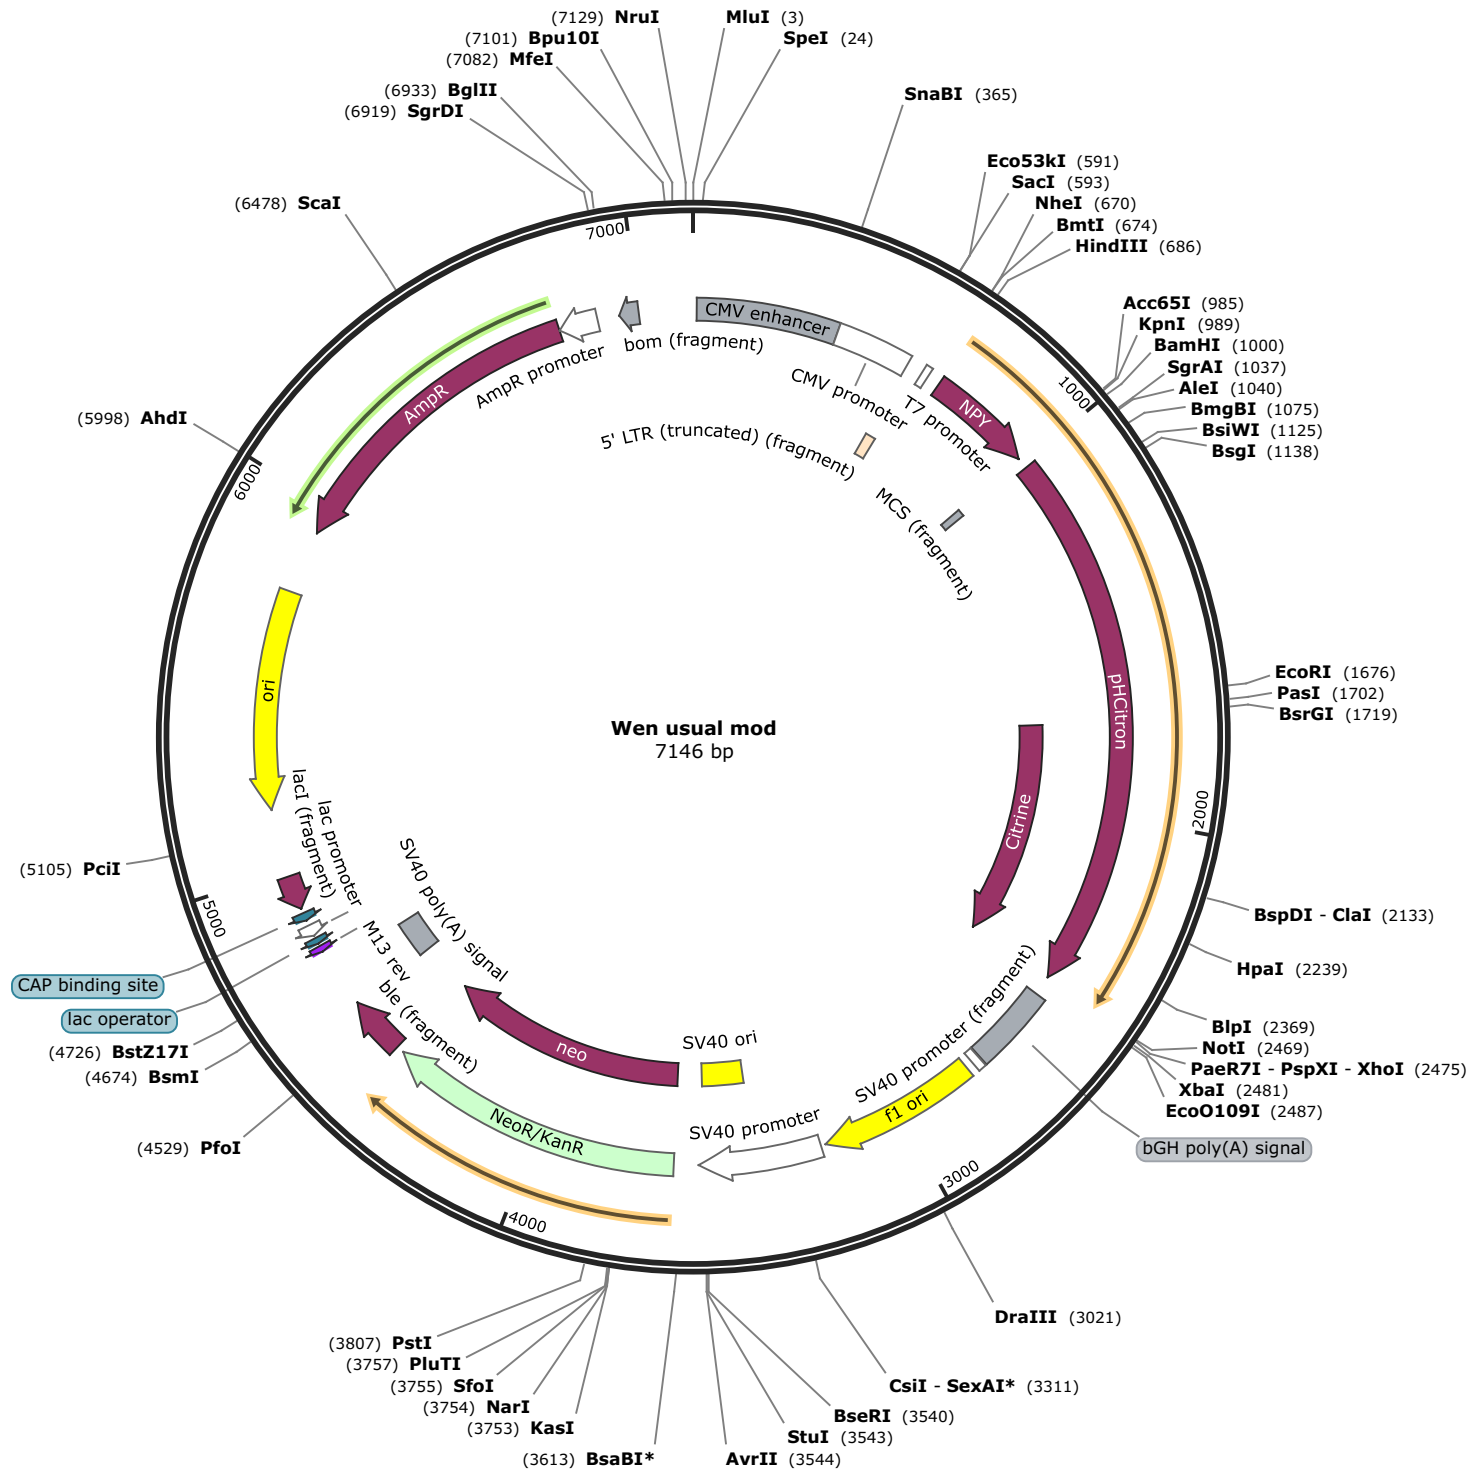 (7129) NruI
(7101) Bpu10I
(7082) MfeI
(6933) BglII
(6919) SgrDI
(6478) ScaI
(5998) AhdI
MluI (3)
SpeI (24)
SnaBI (365)
Eco53kI (591)
SacI (593)
NheI (670)
BmtI (674)
HindIII (686)
Acc65I (985)
KpnI (989)
BamHI (1000)
SgrAI (1037)
AleI (1040)
BmgBI (1075)
BsiWI (1125)
BsgI (1138)
EcoRI (1676)
PasI (1702)
BsrGI (1719)
BspDI - ClaI (2133)
HpaI (2239)
BlpI (2369)
NotI (2469)
PaeR7I - PspXI - XhoI (2475)
XbaI (2481)
EcoO109I (2487)
bGH poly(A) signal
DraIII (3021)
CsiI - SexAI* (3311)
BseRI (3540)
StuI (3543)
AvrII (3544)
(3613) BsaBI*
(3753) KasI
(3754) NarI
(3755) SfoI
(3757) PluTI
(3807) PstI
(4529) PfoI
(4674) BsmI
(4726) BstZ17I
lac operator
CAP binding site
(5105) PciI
7000
1000
2000
3000
4000
5000
6000
CMV enhancer
CMV promoter
T7 promoter
NPY
5' LTR (truncated) (fragment)
MCS (fragment)
pHCitron
Citrine
SV40 promoter (fragment)
f1 ori
SV40 promoter
SV40 ori
neo
NeoR/KanR
ble (fragment)
SV40 poly(A) signal
M13 rev
lac promoter
lacI (fragment)
ori
AmpR
AmpR promoter
bom (fragment)
Wen usual mod
7146 bp